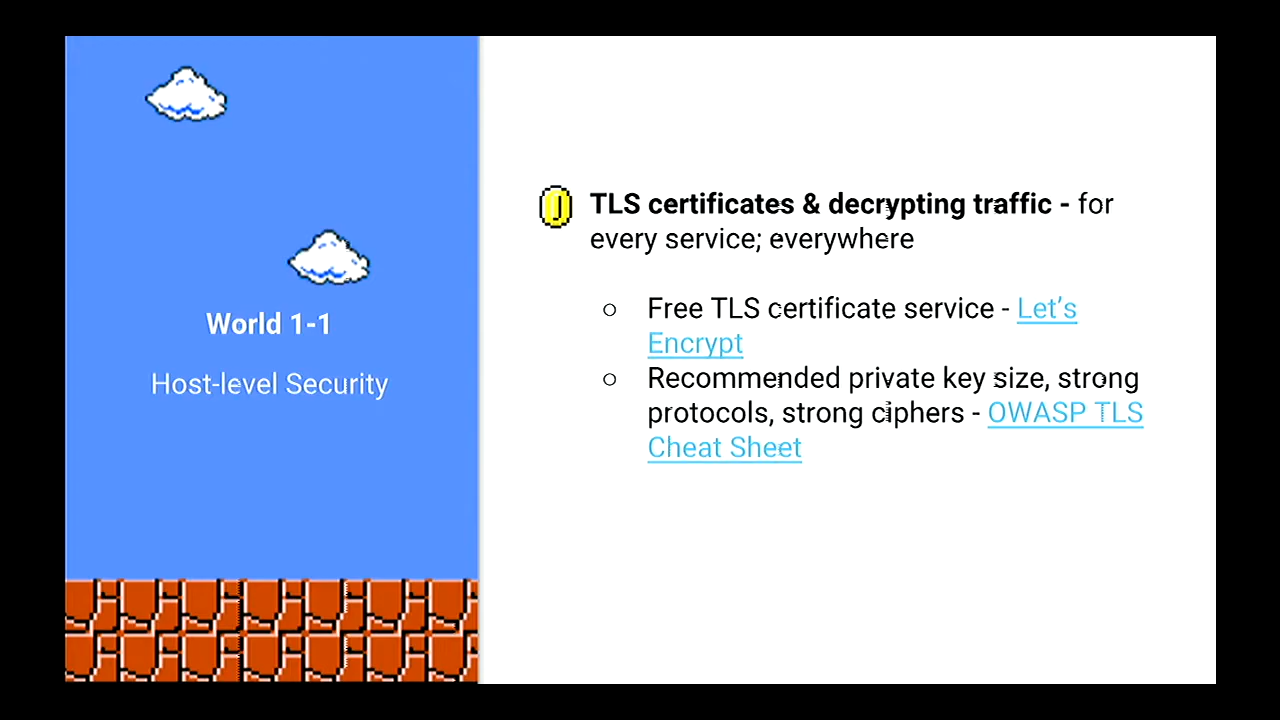 World 1-1
Host-level Security
TLS certificates & decrypting traffic - for
every service; everywhere
○ Free TLS certificate service - Let's
Encrypt
○ Recommended private key size, strong
protocols, strong ciphers - OWASP TLS
Cheat Sheet